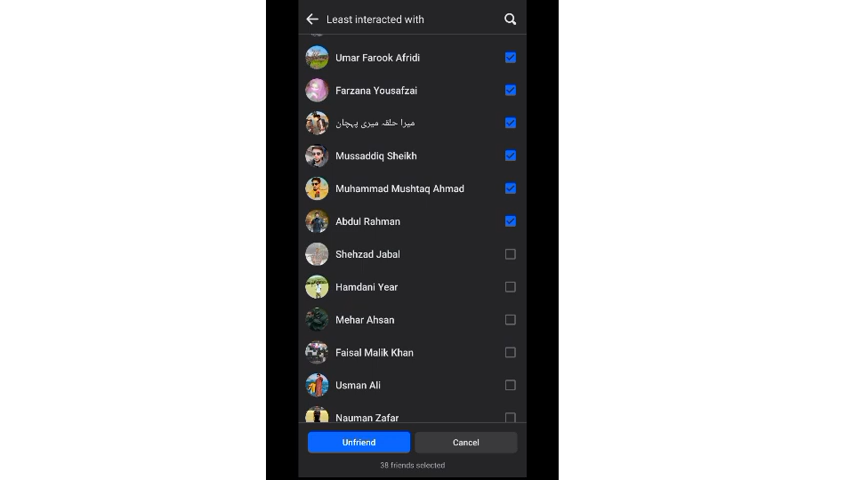 Least interacted with
Umar Farook Afridi
Farzana Yousafzai
میرا حلقہ میری پہچان
Mussaddiq Sheikh
Muhammad Mushtaq Ahmad
Abdul Rahman
Shehzad Jabal
Hamdani Year
Mehar Ahsan
Faisal Malik Khan
Usman Ali
Nauman Zafar
Unfriend
Cancel
38 friends selected